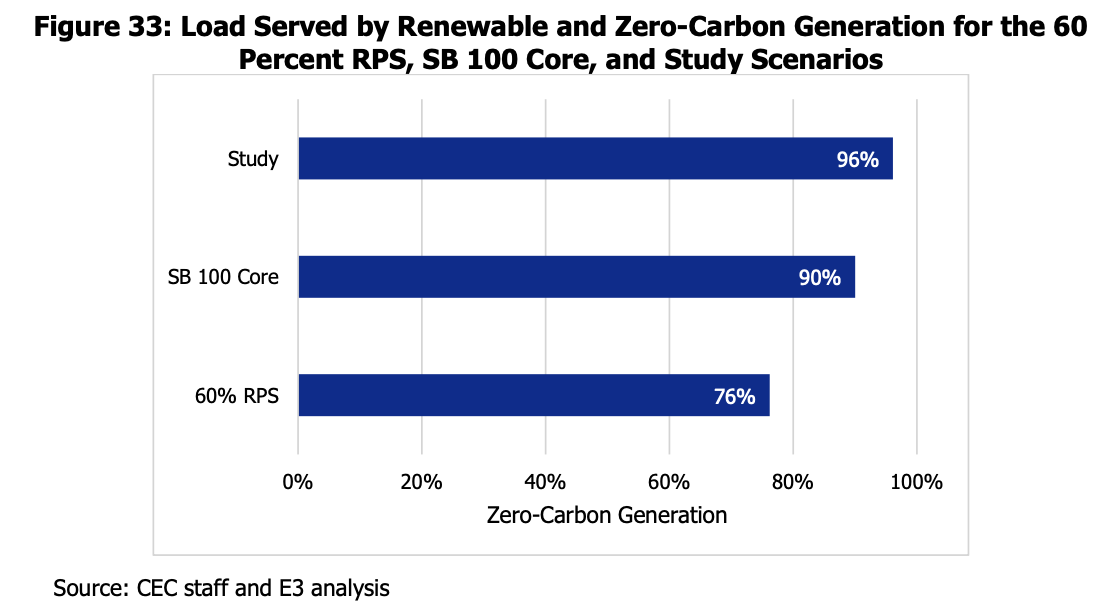 Figure 33: Load Served by Renewable and Zero-Carbon Generation for the 60
Percent RPS, SB 100 Core, and Study Scenarios
Study
96%
SB 100 Core
90%
60% RPS
76%
0%
20%
40%
60%
80%
100%
Zero-Carbon Generation
Source: CEC staff and E3 analysis